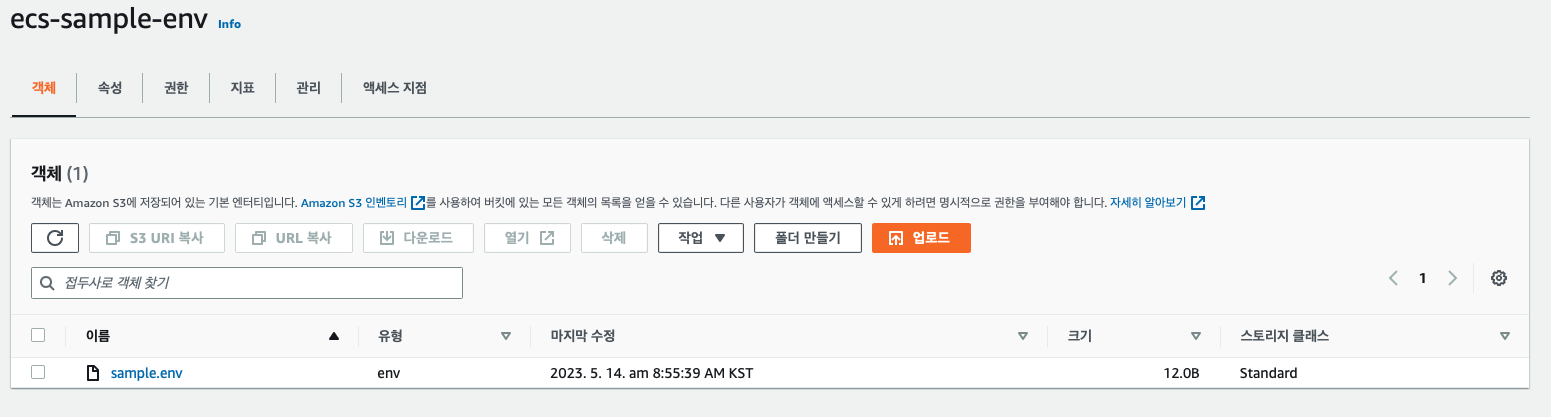 ecs-sample-env Info
객체 속성 권한 지표 관리 액세스 지점
객체 (1)
객체는 Amazon S3에 저장되어 있는 기본 엔터티입니다. Amazon S3 인벤토리 를 사용하여 버킷에 있는 모든 객체의 목록을 얻을 수 있습니다. 다른 사용자가 객체에 액세스할 수 있게 하려면 명시적으로 권한을 부여해야 합니다. 자세히 알아보기
S3 URI 복사 URL 복사 다운로드 열기 삭제 작업 폴더 만들기 업로드
접두사로 객체 찾기 1
이름 유형 마지막 수정 크기 스토리지 클래스
sample.env env 2023. 5. 14. am 8:55:39 AM KST 12.0B Standard